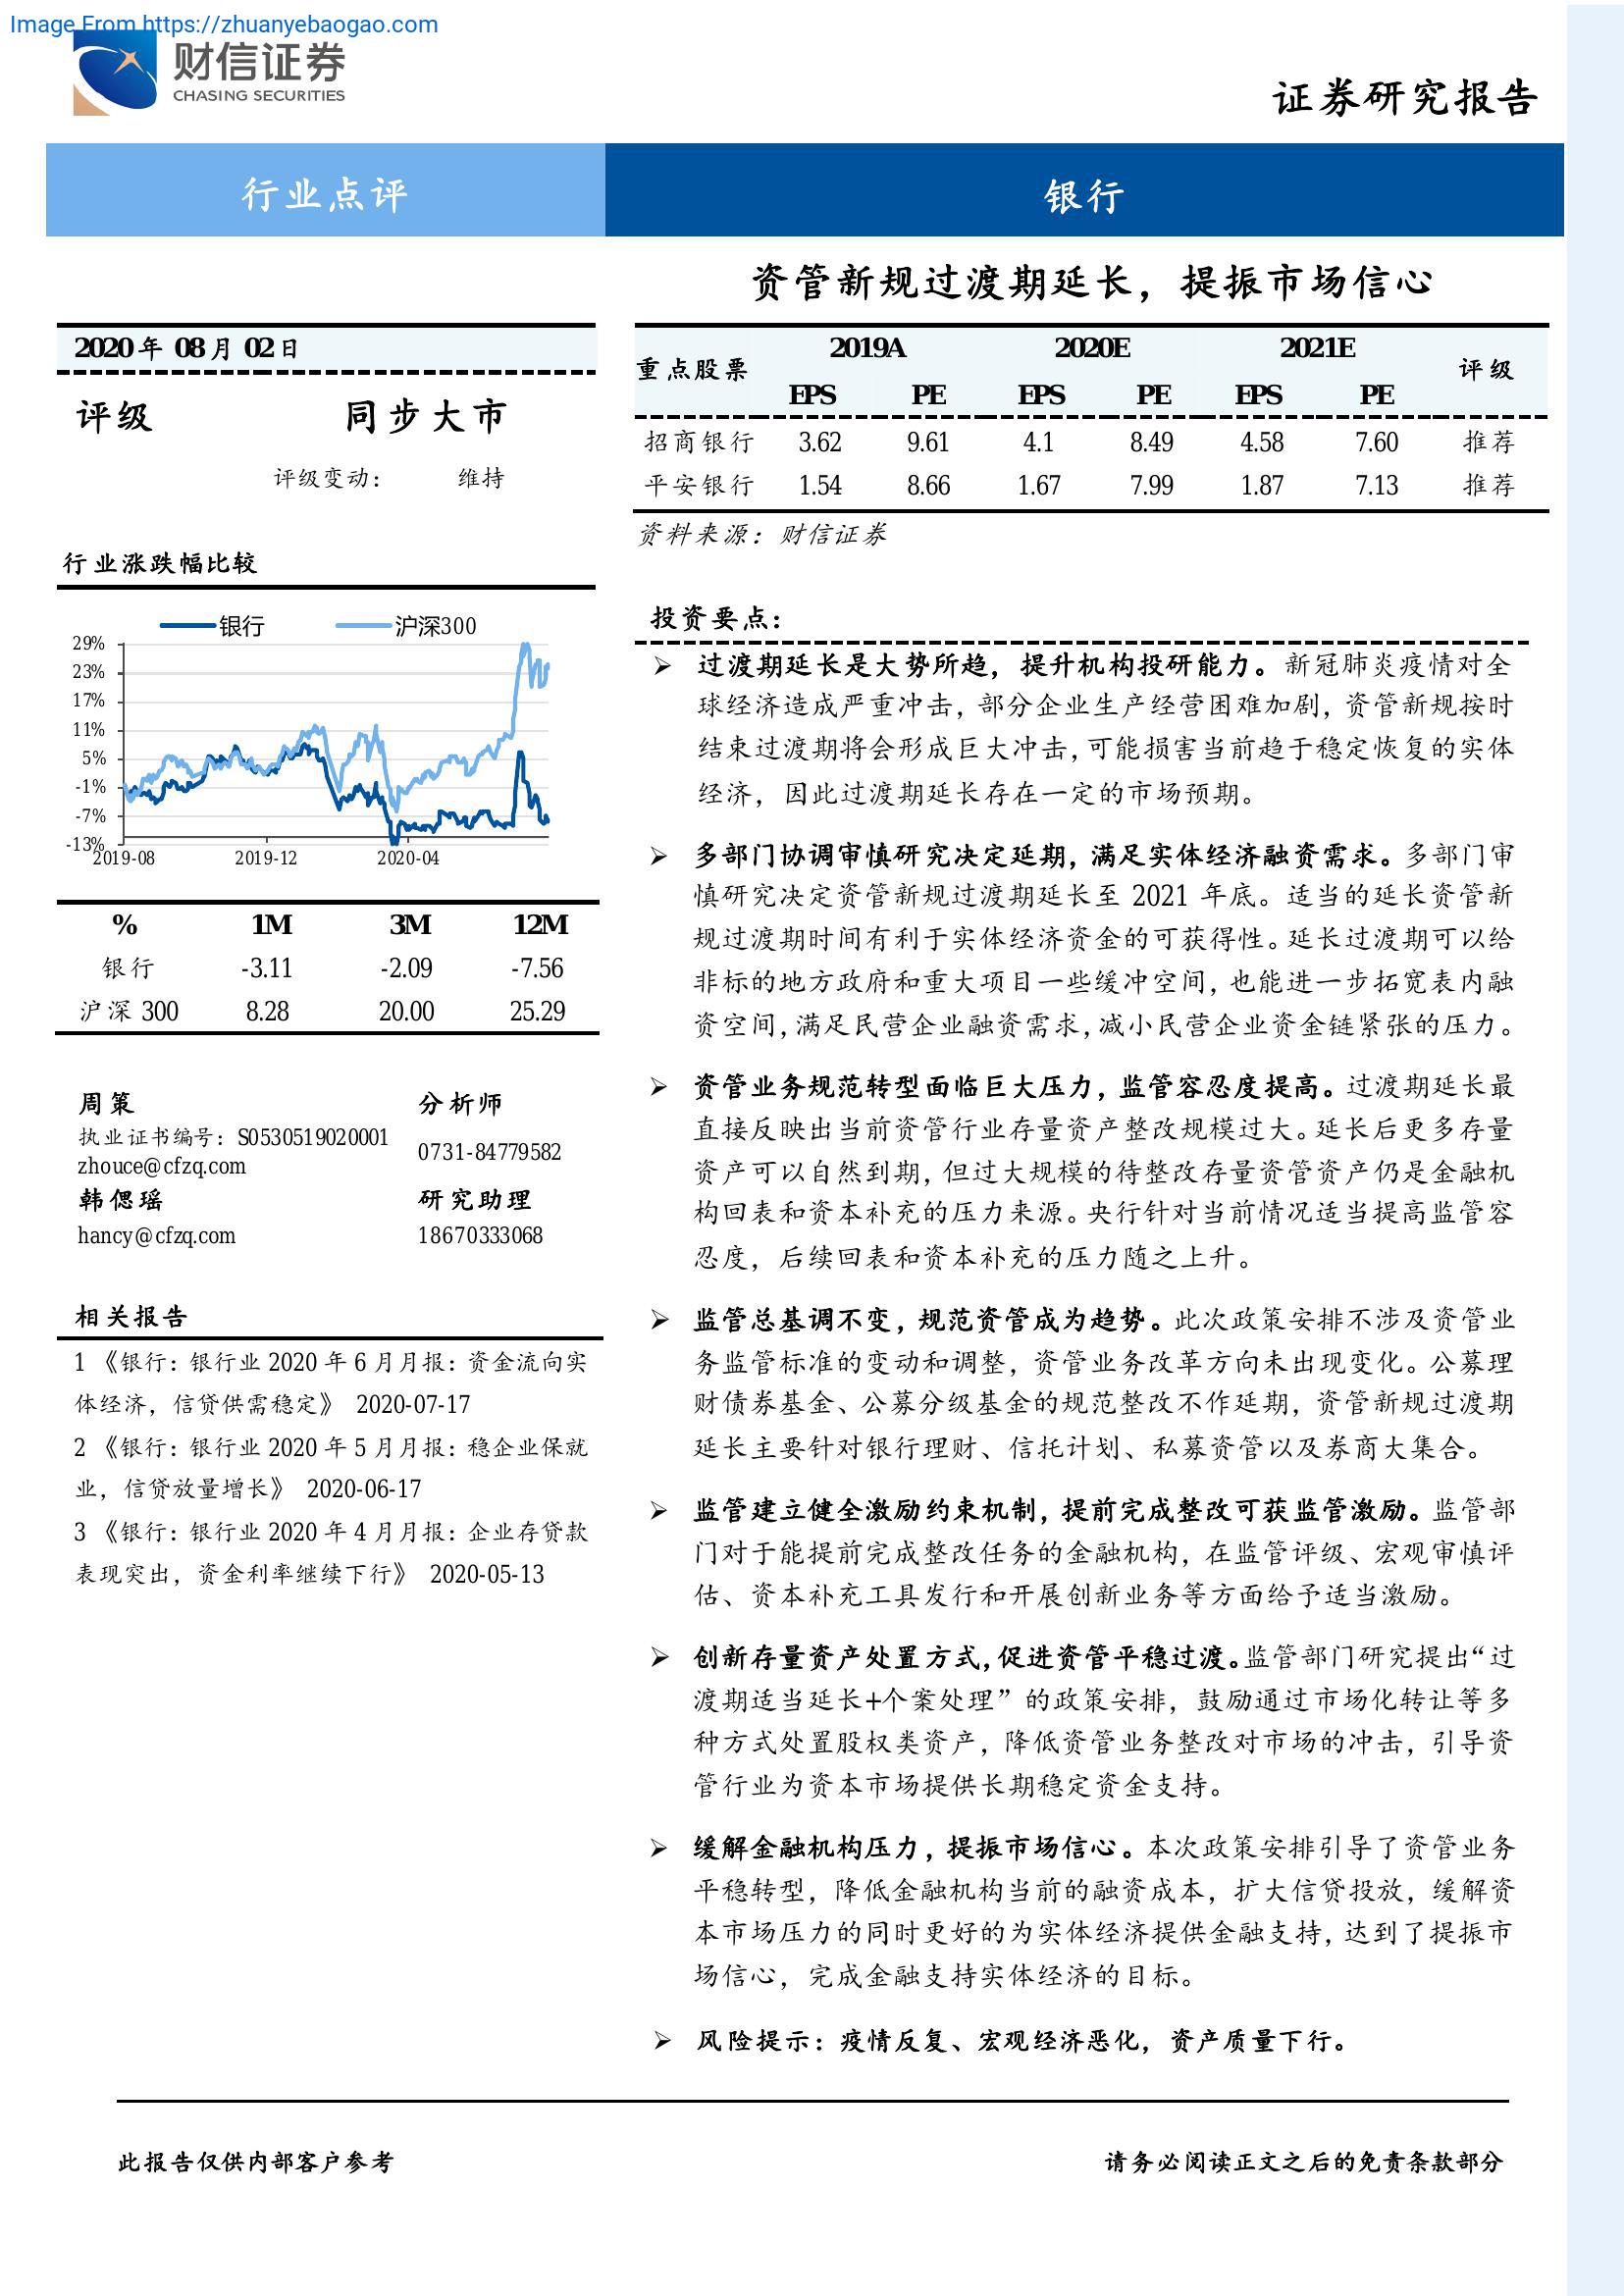 Image From https://zhuanyebaogao.com
财信证券
CHASING SECURITIES
证券研究报告
行业点评
银行
资管新规过渡期延长，提振市场信心
2020 年 08 月 02 日
评级 同步大市
评级变动： 维持
行业涨跌幅比较
银行 沪深300
29%
23%
17%
11%
5%
-1%
-7%
-13%
2019-08 2019-12 2020-04
% 1M 3M 12M
银行 -3.11 -2.09 -7.56
沪深 300 8.28 20.00 25.29
周策 分析师
执业证书编号：S0530519020001 0731-84779582
zhouce@cfzq.com
韩偲瑶 研究助理
hancy@cfzq.com 18670333068
相关报告
1 《银行：银行业 2020 年 6 月月报：资金流向实
体经济，信贷供需稳定》 2020-07-17
2 《银行：银行业 2020 年 5 月月报：稳企业保就
业，信贷放量增长》 2020-06-17
3 《银行：银行业 2020 年 4 月月报：企业存贷款
表现突出，资金利率继续下行》 2020-05-13
重点股票 2019A 2020E 2021E 评级
EPS PE EPS PE EPS PE
招商银行 3.62 9.61 4.1 8.49 4.58 7.60 推荐
平安银行 1.54 8.66 1.67 7.99 1.87 7.13 推荐
资料来源：财信证券
投资要点：
➢ 过渡期延长是大势所趋，提升机构投研能力。新冠肺炎疫情对全
球经济造成严重冲击，部分企业生产经营困难加剧，资管新规按时
结束过渡期将会形成巨大冲击，可能损害当前趋于稳定恢复的实体
经济，因此过渡期延长存在一定的市场预期。
➢ 多部门协调审慎研究决定延期，满足实体经济融资需求。多部门审
慎研究决定资管新规过渡期延长至 2021 年底。适当的延长资管新
规过渡期时间有利于实体经济资金的可获得性。延长过渡期可以给
非标的地方政府和重大项目一些缓冲空间，也能进一步拓宽表内融
资空间，满足民营企业融资需求，减小民营企业资金链紧张的压力。
➢ 资管业务规范转型面临巨大压力，监管容忍度提高。过渡期延长最
直接反映出当前资管行业存量资产整改规模过大。延长后更多存量
资产可以自然到期，但过大规模的待整改存量资管资产仍是金融机
构回表和资本补充的压力来源。央行针对当前情况适当提高监管容
忍度，后续回表和资本补充的压力随之上升。
➢ 监管总基调不变，规范资管成为趋势。此次政策安排不涉及资管业
务监管标准的变动和调整，资管业务改革方向未出现变化。公募理
财债券基金、公募分级基金的规范整改不作延期，资管新规过渡期
延长主要针对银行理财、信托计划、私募资管以及券商大集合。
➢ 监管建立健全激励约束机制，提前完成整改可获监管激励。监管部
门对于能提前完成整改任务的金融机构，在监管评级、宏观审慎评
估、资本补充工具发行和开展创新业务等方面给予适当激励。
➢ 创新存量资产处置方式，促进资管平稳过渡。监管部门研究提出“过
渡期适当延长+个案处理”的政策安排，鼓励通过市场化转让等多
种方式处置股权类资产，降低资管业务整改对市场的冲击，引导资
管行业为资本市场提供长期稳定资金支持。
➢ 缓解金融机构压力，提振市场信心。本次政策安排引导了资管业务
平稳转型，降低金融机构当前的融资成本，扩大信贷投放，缓解资
本市场压力的同时更好的为实体经济提供金融支持，达到了提振市
场信心，完成金融支持实体经济的目标。
➢ 风险提示：疫情反复、宏观经济恶化，资产质量下行。
此报告仅供内部客户参考 请务必阅读正文之后的免责条款部分